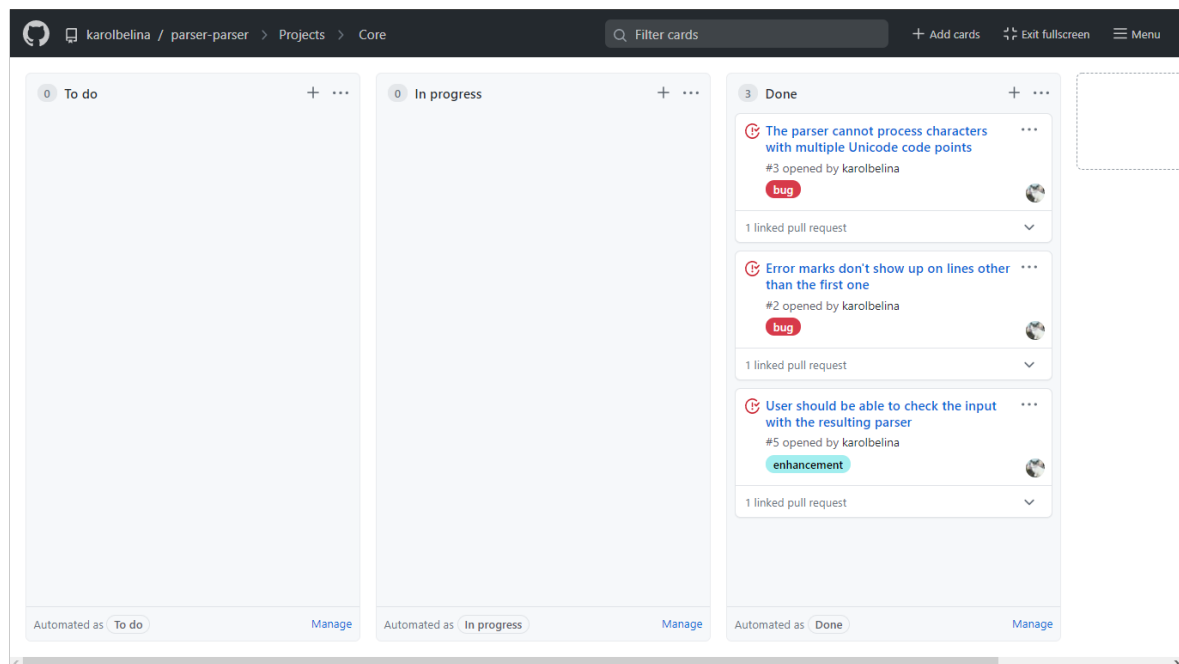 karolbelina / parser-parser > Projects > Core
Filter cards
+ Add cards
Exit fullscreen
Menu
0 To do
0 In progress
3 Done
The parser cannot process characters
with multiple Unicode code points
#3 opened by karolbelina
bug
1 linked pull request
Error marks don't show up on lines other
than the first one
#2 opened by karolbelina
bug
1 linked pull request
User should be able to check the input
with the resulting parser
#5 opened by karolbelina
enhancement
1 linked pull request
Automated as To do Manage
Automated as In progress Manage
Automated as Done Manage